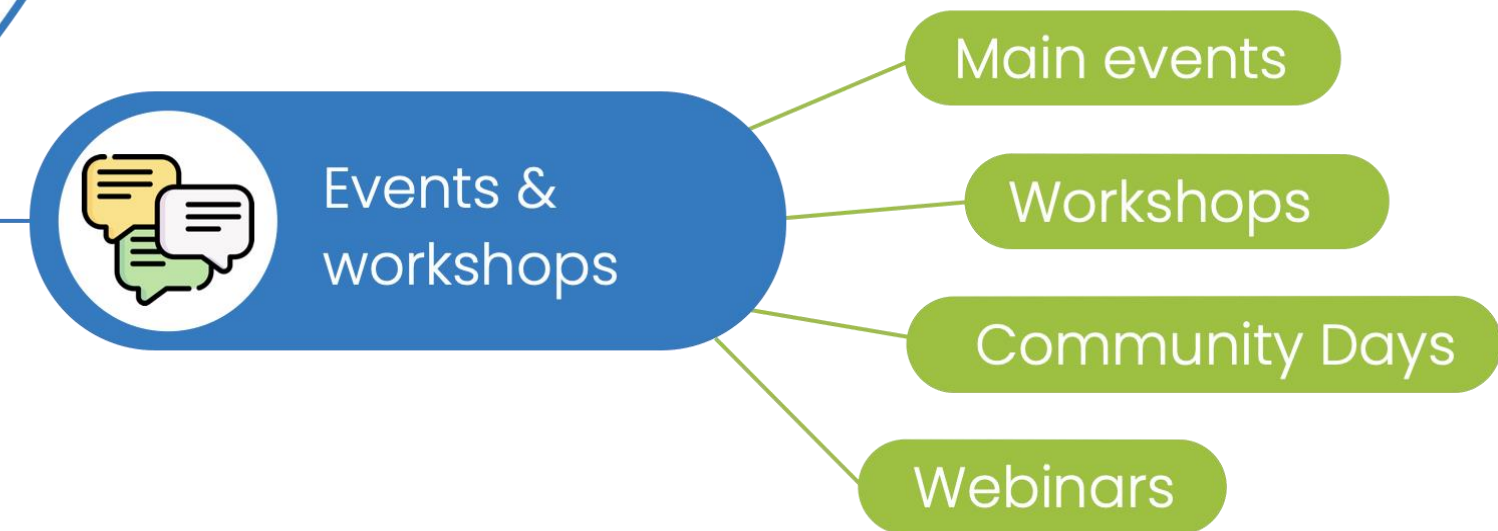 Main events
Events &
workshops
Workshops
Community Days
Webinars